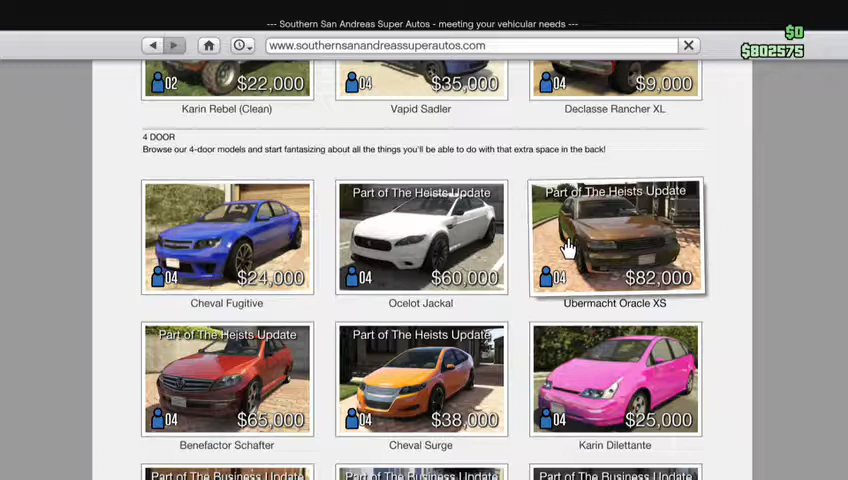 --- Southern San Andreas Super Autos - meeting your vehicular needs ---
$0
www.southernsanandreassuperautos.com
$802575
02 $22,000
04 $35,000
04 $9,000
Karin Rebel (Clean)
Vapid Sadler
Declasse Rancher XL
4 DOOR
Browse our 4-door models and start fantasizing about all the things you'll be able to do with that extra space in the back!
Part of The Heists Update
Part of The Heists Update
04 $24,000
04 $60,000
04 $82,000
Cheval Fugitive
Ocelot Jackal
Ubermacht Oracle XS
Part of The Heists Update
Part of The Heists Update
04 $65,000
04 $38,000
04 $25,000
Benefactor Schafter
Cheval Surge
Karin Dilettante
Part of The Business Update
Part of The Business Update
Part of The Business Update